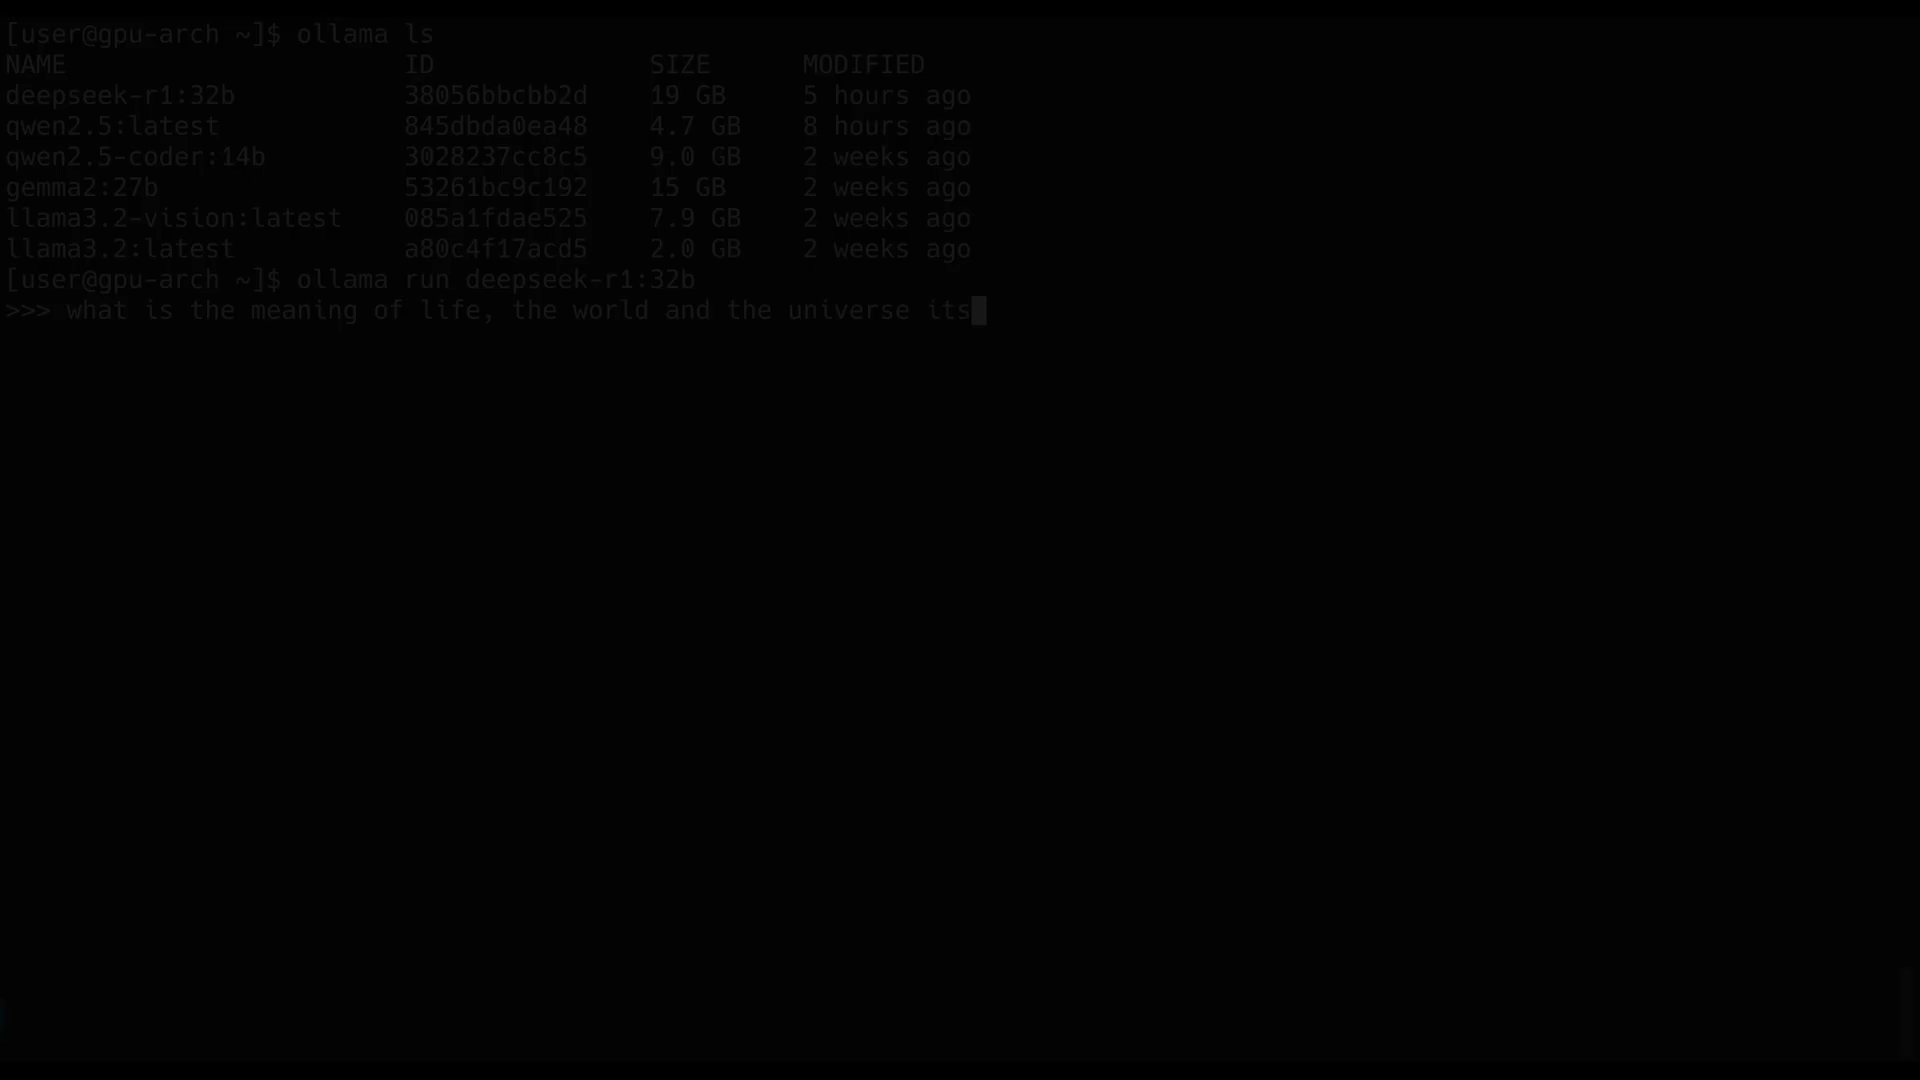 [user@gpu-arch ~]$ ollama ls
NAME ID SIZE MODIFIED
deepseek-r1:32b 38056bbcbb2d 19 GB 5 hours ago
qwen2.5:latest 845dbda0ea48 4.7 GB 8 hours ago
qwen2.5-coder:14b 3028237cc8c5 9.0 GB 2 weeks ago
gemma2:27b 53261bc9c192 15 GB 2 weeks ago
llama3.2-vision:latest 085a1fdae525 7.9 GB 2 weeks ago
llama3.2:latest a80c4f17acd5 2.0 GB 2 weeks ago
[user@gpu-arch ~]$ ollama run deepseek-r1:32b
>>> what is the meaning of life, the world and the universe its